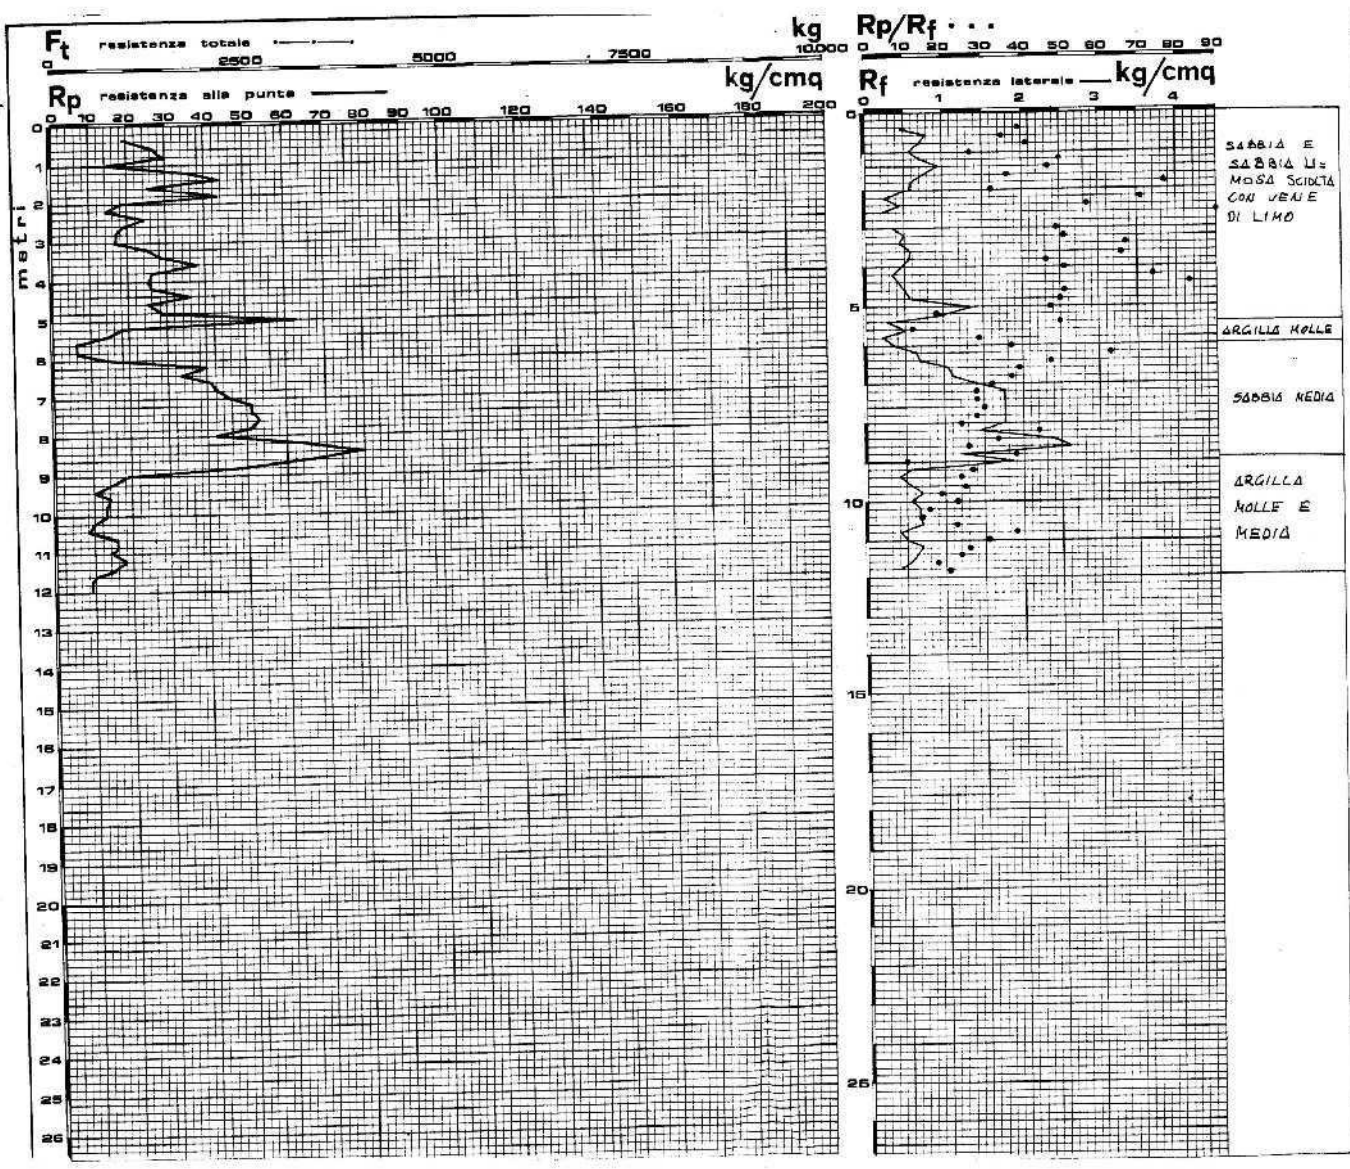 Ft resistenza totale kg
0 2500 5000 7500 10.000
Rp resistenza alla punta kg/cmq
0 10 20 30 40 50 60 70 80 90 100 120 140 160 180 200
metri
0
1
2
3
4
5
6
7
8
9
10
11
12
13
14
15
16
17
18
19
20
21
22
23
24
25
26
Rp/Rf
0 10 20 30 40 50 60 70 80 90
Rf resistenza laterale kg/cmq
0 1 2 3 4
0
5
10
15
20
25
SABBIA E
SABBIA LI=
MOSA SCIOLTA
CON VENE
DI LIMO
ARGILLA MOLLE
SABBIA MEDIA
ARGILLA
MOLLE E
MEDIA